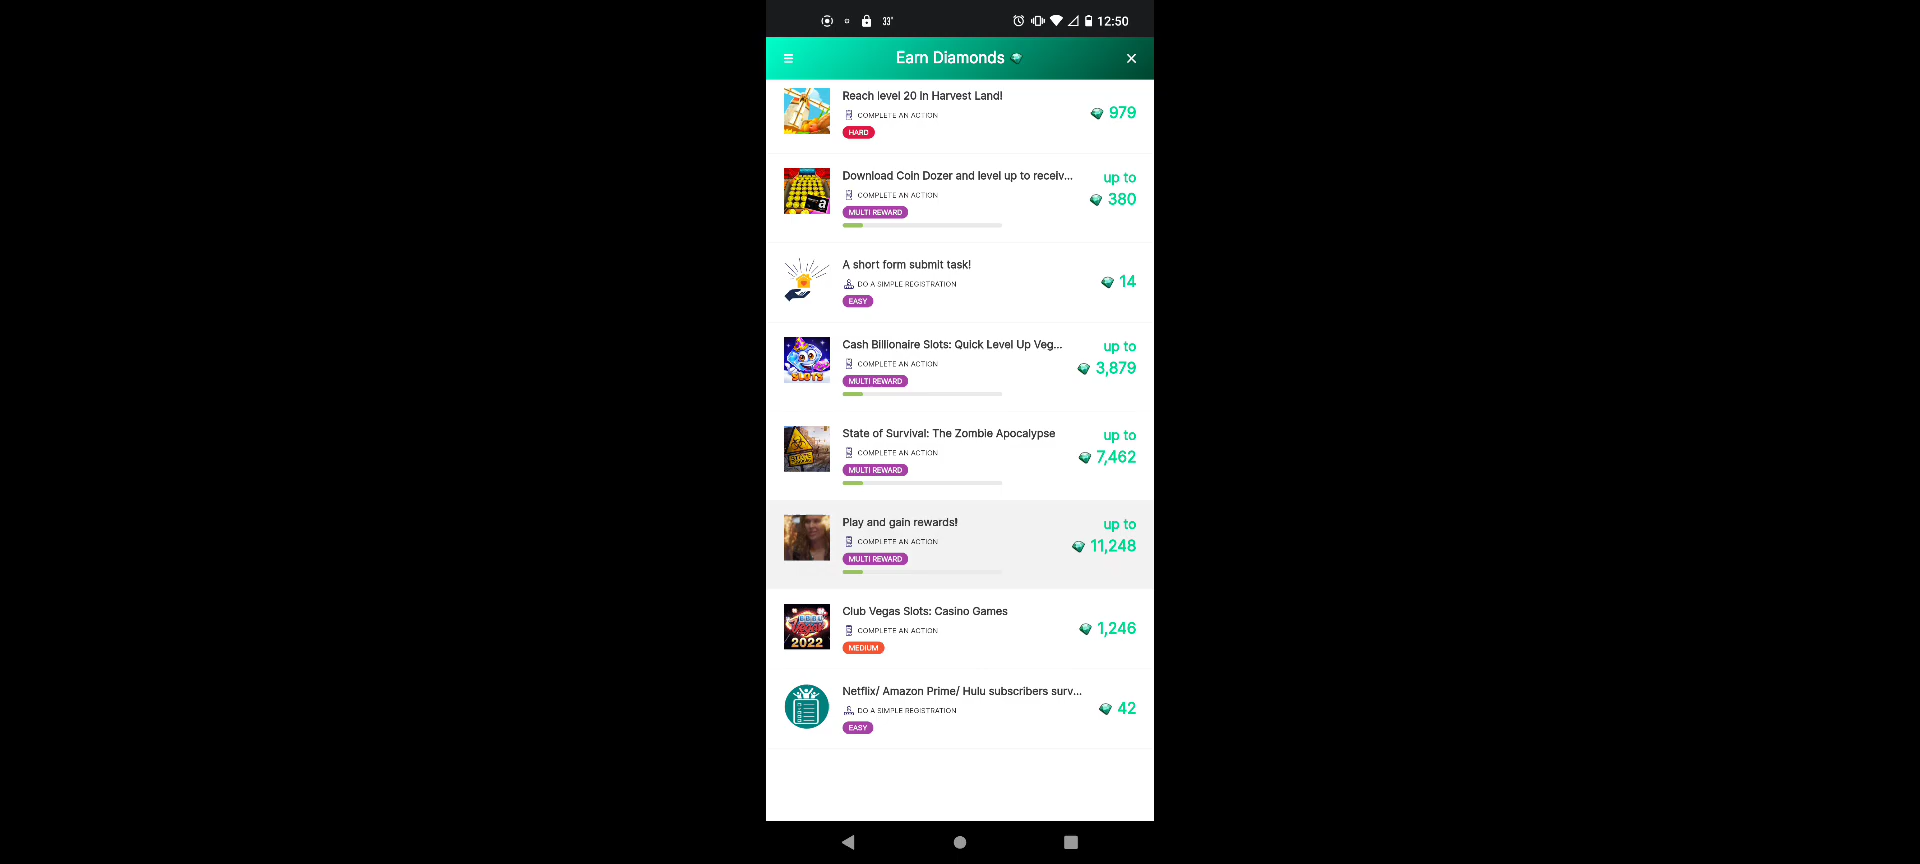 33°
12:50
Earn Diamonds
Reach level 20 in Harvest Land!
979
COMPLETE AN ACTION
HARD
Download Coin Dozer and level up to receiv...
up to
380
COMPLETE AN ACTION
MULTI REWARD
a
A short form submit task!
14
DO A SIMPLE REGISTRATION
EASY
Cash Billionaire Slots: Quick Level Up Veg...
up to
3,879
COMPLETE AN ACTION
MULTI REWARD
SLOTS
State of Survival: The Zombie Apocalypse
up to
7,462
COMPLETE AN ACTION
MULTI REWARD
Play and gain rewards!
up to
11,248
COMPLETE AN ACTION
MULTI REWARD
Club Vegas Slots: Casino Games
1,246
COMPLETE AN ACTION
MEDIUM
Vegas
2022
Netflix/ Amazon Prime/ Hulu subscribers surv...
42
DO A SIMPLE REGISTRATION
EASY